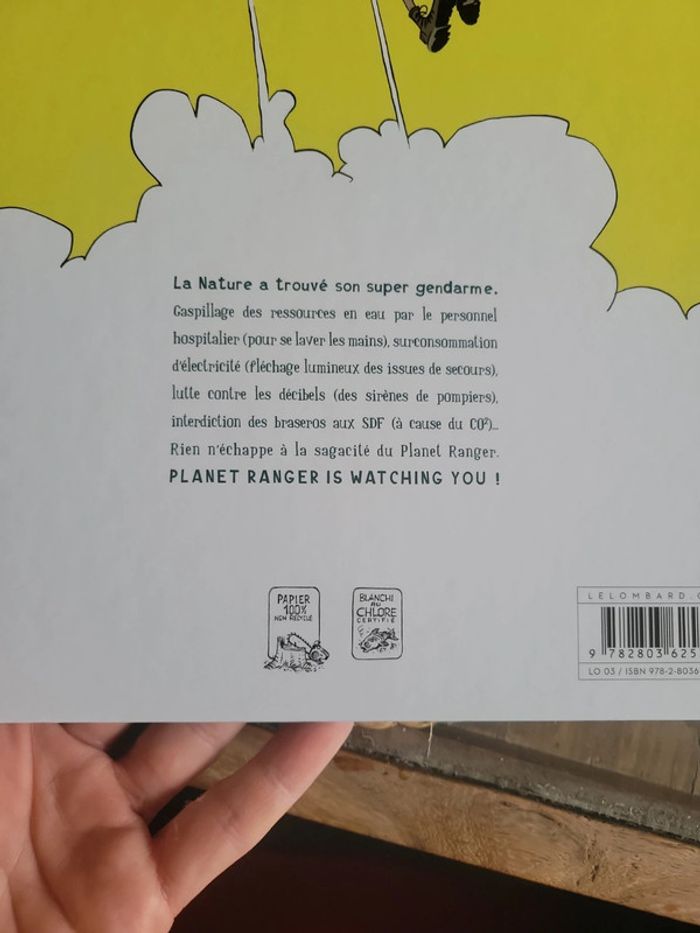 La Nature a trouvé son super gendarme.
Gaspillage des ressources en eau par le personnel
hospitalier (pour se laver les mains), surconsommation
d'électricité (fléchage lumineux des issues de secours),
lutte contre les décibels (des sirènes de pompiers),
interdiction des braseros aux SDF (à cause du CO²)...
Rien n'échappe à la sagacité du Planet Ranger.
PLANET RANGER IS WATCHING YOU !
PAPIER
100%
NON RECYCLÉ
BLANCHI
AU
CHLORE
CERTIFIÉ
LELOMBARD.
9 782803 625
LO 03 / ISBN 978-2-8036